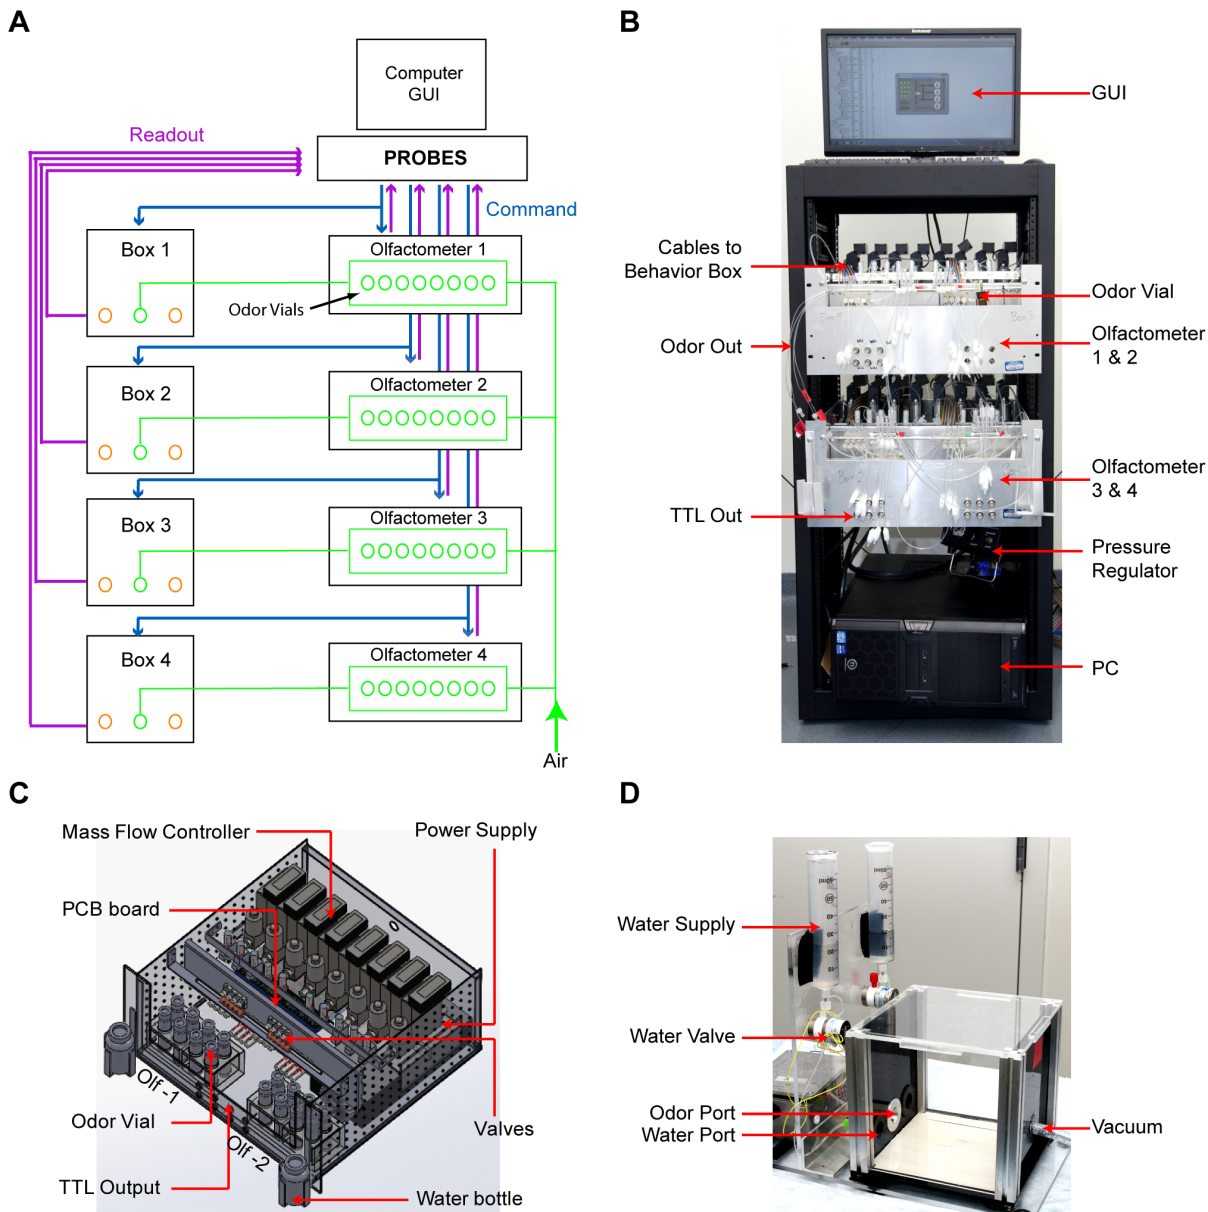 A
Computer
GUI
Readout
PROBES
Command
Box 1
Olfactometer 1
Odor Vials
Box 2
Olfactometer 2
Box 3
Olfactometer 3
Box 4
Olfactometer 4
Air
B
lenovo
GUI
Cables to
Behavior Box
Odor Vial
Odor Out
Olfactometer
1 & 2
Olfactometer
3 & 4
TTL Out
Pressure
Regulator
PC
C
Mass Flow Controller
Power Supply
PCB board
Olf -1
Odor Vial
Olf -2
Valves
TTL Output
Water bottle
D
Water Supply
Water Valve
Odor Port
Water Port
Vacuum